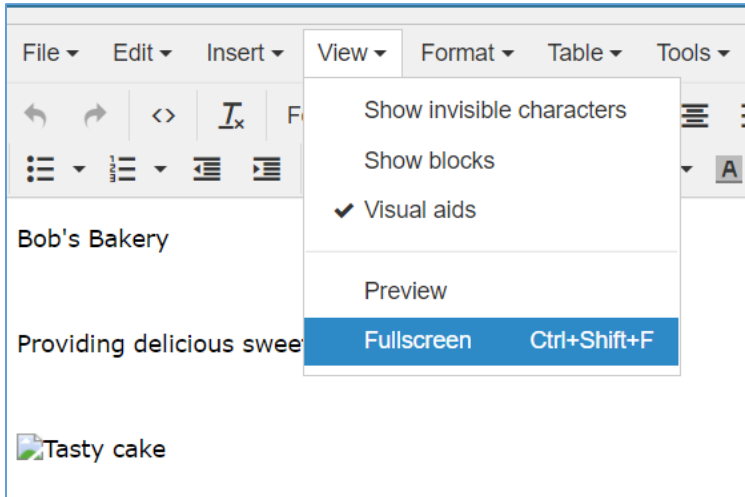 File Edit Insert View Format Table Tools
Show invisible characters
Show blocks
Visual aids
Preview
Fullscreen Ctrl+Shift+F
A
Bob's Bakery
Providing delicious
Tasty cake